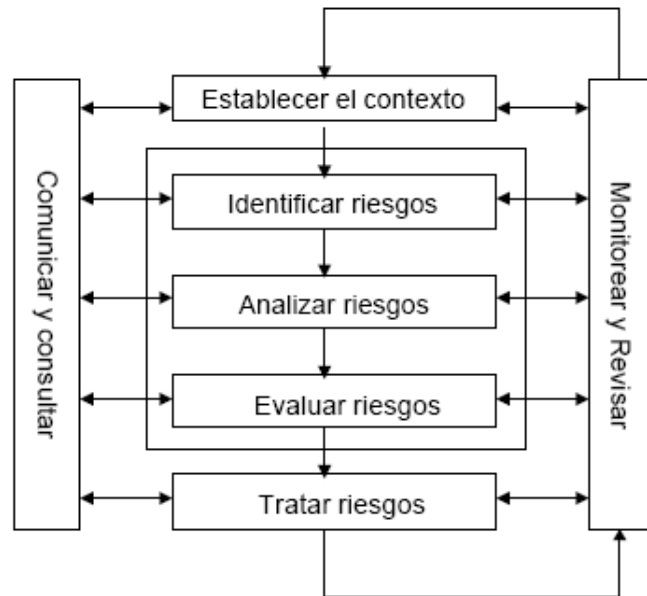 Establecer el contexto
Comunicar y consultar
Identificar riesgos
Analizar riesgos
Evaluar riesgos
Tratar riesgos
Monitorear y Revisar